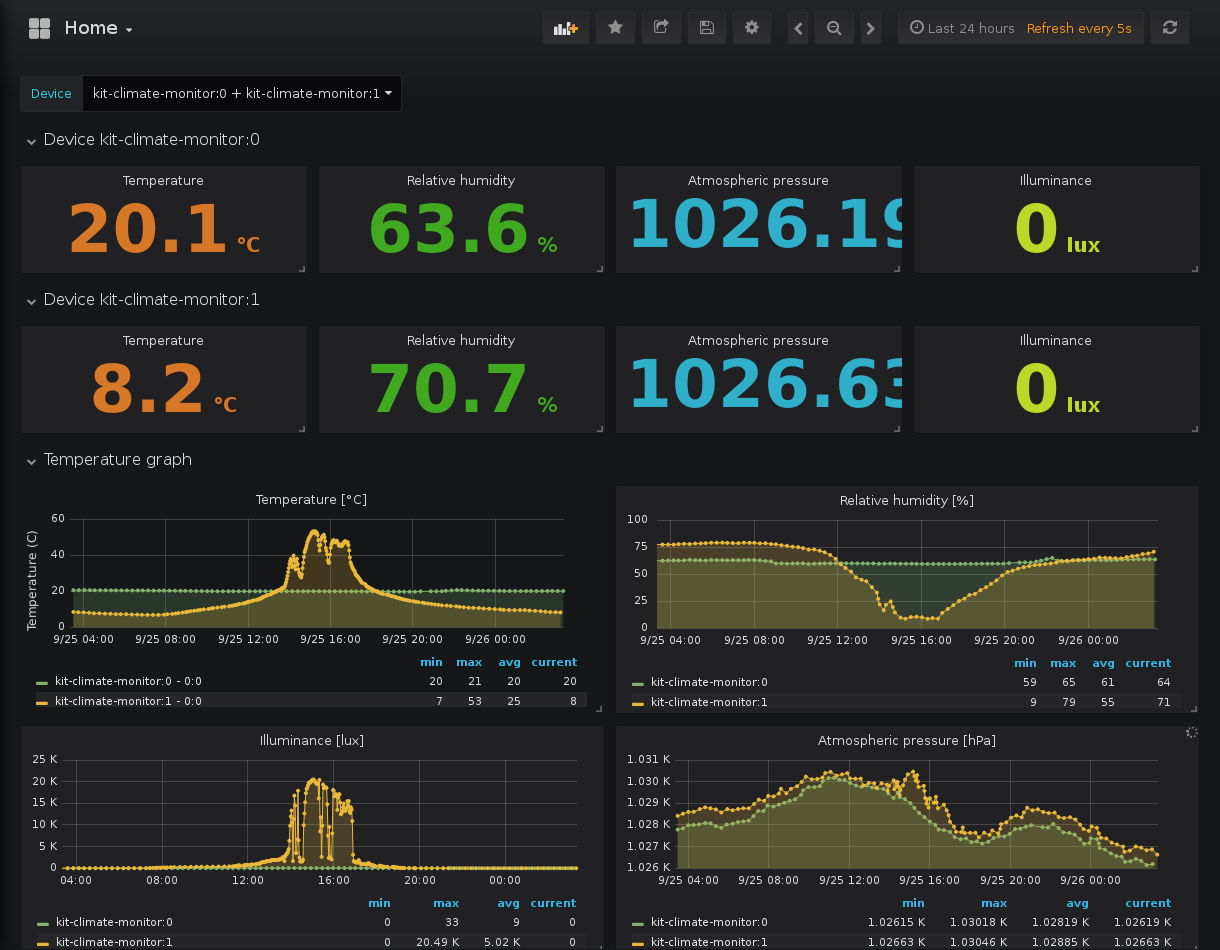 Home
Last 24 hours Refresh every 5s
Device kit-climate-monitor:0 + kit-climate-monitor:1
Device kit-climate-monitor:0
Temperature Relative humidity Atmospheric pressure Illuminance
20.1 °C 63.6 % 1026.19 0 lux
Device kit-climate-monitor:1
Temperature Relative humidity Atmospheric pressure Illuminance
8.2 °C 70.7 % 1026.63 0 lux
Temperature graph
Temperature [°C]
Temperature (C)
60
40
20
0
9/25 04:00 9/25 08:00 9/25 12:00 9/25 16:00 9/25 20:00 9/26 00:00
min max avg current
kit-climate-monitor:0 - 0:0 20 21 20 20
kit-climate-monitor:1 - 0:0 7 53 25 8
Relative humidity [%]
100
75
50
25
0
9/25 04:00 9/25 08:00 9/25 12:00 9/25 16:00 9/25 20:00 9/26 00:00
min max avg current
kit-climate-monitor:0 59 65 61 64
kit-climate-monitor:1 9 79 55 71
Illuminance [lux]
25 K
20 K
15 K
10 K
5 K
0
04:00 08:00 12:00 16:00 20:00 00:00
min max avg current
kit-climate-monitor:0 0 33 9 0
kit-climate-monitor:1 0 20.49 K 5.02 K 0
Atmospheric pressure [hPa]
1.031 K
1.030 K
1.029 K
1.028 K
1.027 K
1.026 K
9/25 04:00 9/25 08:00 9/25 12:00 9/25 16:00 9/25 20:00 9/26 00:00
min max avg current
kit-climate-monitor:0 1.02615 K 1.03018 K 1.02819 K 1.02619 K
kit-climate-monitor:1 1.02663 K 1.03046 K 1.02885 K 1.02663 K